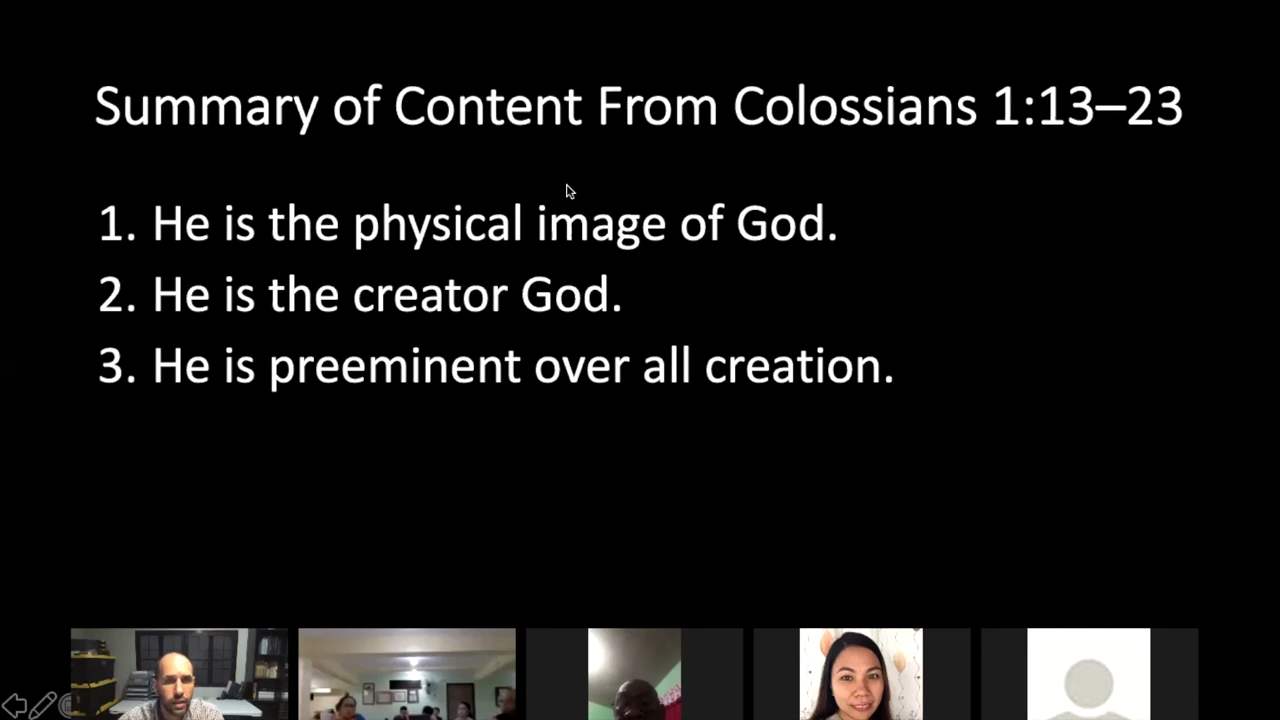 Summary of Content From Colossians 1:13–23
1. He is the physical image of God.
2. He is the creator God.
3. He is preeminent over all creation.